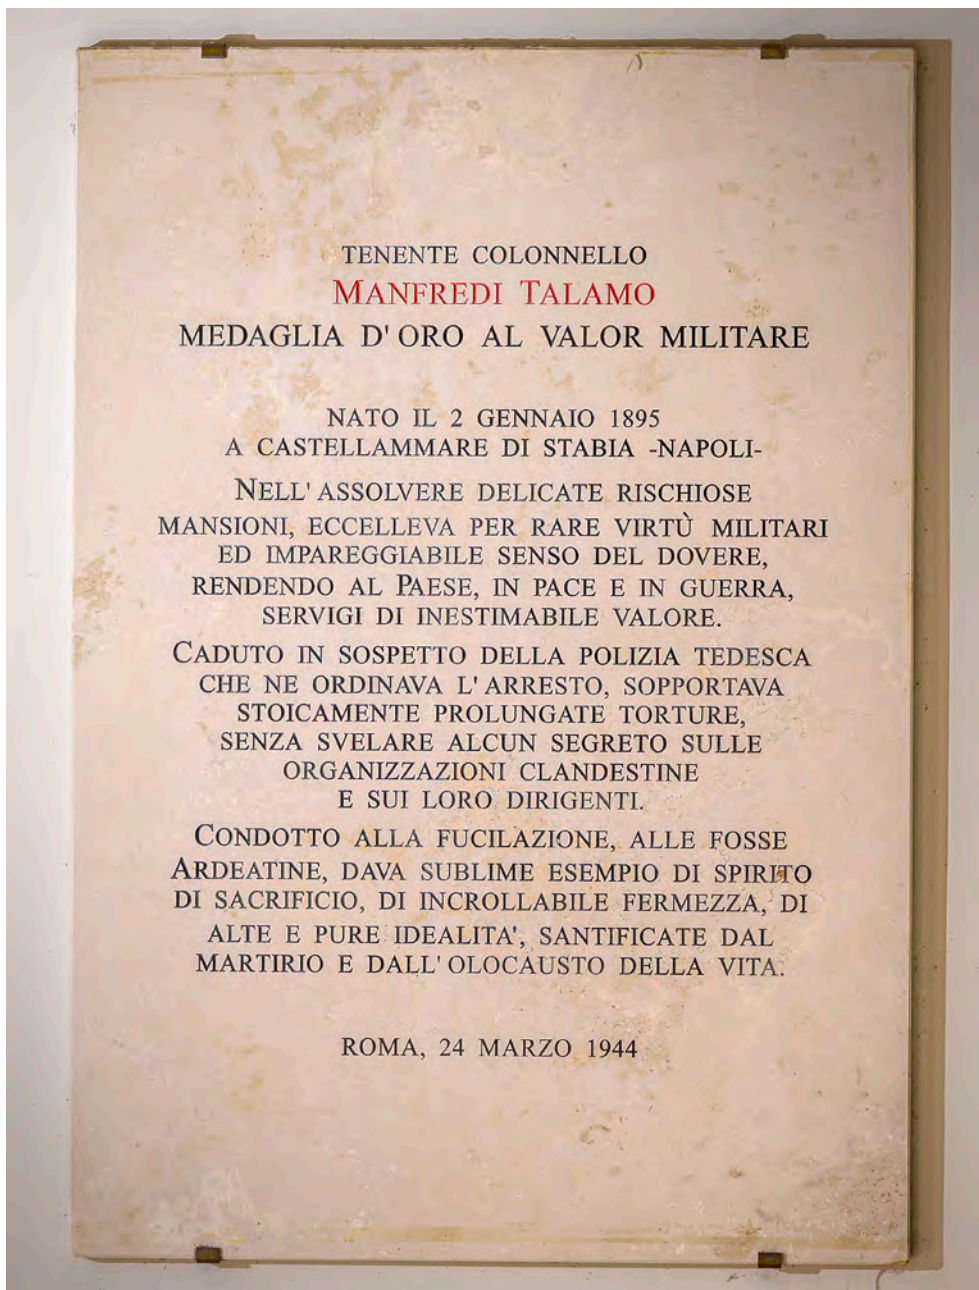 TENENTE COLONNELLO
MANFREDI TALAMO
MEDAGLIA D'ORO AL VALOR MILITARE
NATO IL 2 GENNAIO 1895
A CASTELLAMMARE DI STABIA -NAPOLI-
NELL'ASSOLVERE DELICATE RISCHIOSE
MANSIONI, ECCELLEVA PER RARE VIRTÙ MILITARI
ED IMPAREGGIABILE SENSO DEL DOVERE,
RENDENDO AL PAESE, IN PACE E IN GUERRA,
SERVIGI DI INESTIMABILE VALORE.
CADUTO IN SOSPETTO DELLA POLIZIA TEDESCA
CHE NE ORDINAVA L'ARRESTO, SOPPORTAVA
STOICAMENTE PROLUNGATE TORTURE,
SENZA SVELARE ALCUN SEGRETO SULLE
ORGANIZZAZIONI CLANDESTINE
E SUI LORO DIRIGENTI.
CONDOTTO ALLA FUCILAZIONE, ALLE FOSSE
ARDEATINE, DAVA SUBLIME ESEMPIO DI SPIRITO
DI SACRIFICIO, DI INCROLLABILE FERMEZZA, DI
ALTE E PURE IDEALITA', SANTIFICATE DAL
MARTIRIO E DALL'OLOCAUSTO DELLA VITA.
ROMA, 24 MARZO 1944